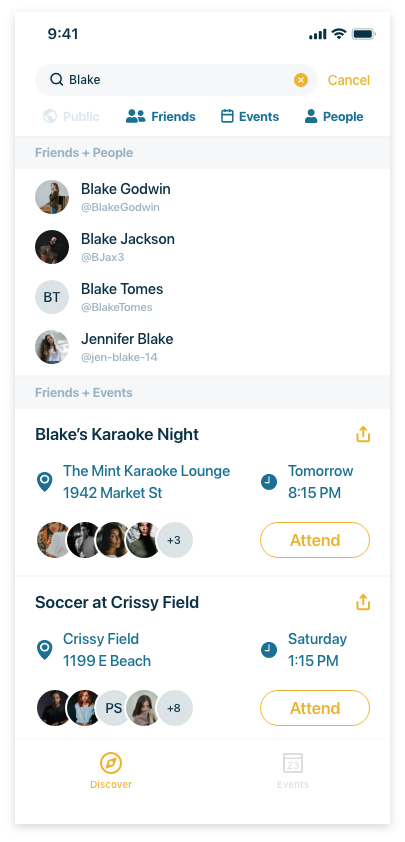 9:41
Blake
Cancel
Public
Friends
Events
People
Friends + People
Blake Godwin
@BlakeGodwin
Blake Jackson
@BJax3
BT
Blake Tomes
@BlakeTomes
Jennifer Blake
@jen-blake-14
Friends + Events
Blake’s Karaoke Night
The Mint Karaoke Lounge
1942 Market St
Tomorrow
8:15 PM
+3
Attend
Soccer at Crissy Field
Crissy Field
1199 E Beach
Saturday
1:15 PM
PS
+8
Attend
Discover
23
Events